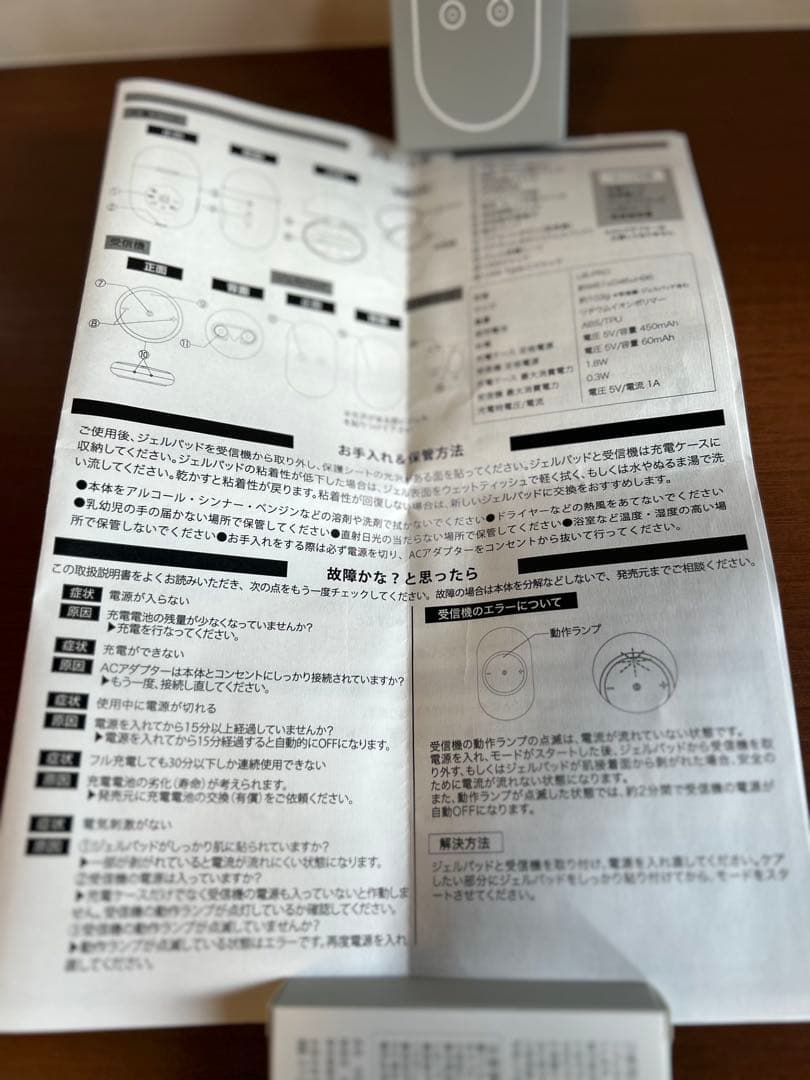 受信機
正面
背面
⑦
⑧
⑨
⑩
⑪
リチウムイオンポリマー
ABS/TPU
電圧 5V/容量 450mAh
電圧 5V/容量 60mAh
1.8W
0.3W
電圧 5V/電流 1A
充電ケース 定格電源
受信機 定格電源
充電ケース 最大消費電力
受信機 最大消費電力
充電時電圧/電流
お手入れ&保管方法
ご使用後、ジェルパッドを受信機から取り外し、保護シートの光沢がある面を貼ってください。ジェルパッドと受信機は充電ケースに
収納してください。ジェルパッドの粘着性が低下した場合は、ジェル表面をウェットティッシュで軽く拭く、もしくは水やぬるま湯で洗
い流してください。乾かすと粘着性が戻ります。粘着性が回復しない場合は、新しいジェルパッドに交換をおすすめします。
●本体をアルコール・シンナー・ベンジンなどの溶剤や洗剤で拭かないでください●ドライヤーなどの熱風をあてないでください
●乳幼児の手の届かない場所で保管してください●直射日光の当たらない場所で保管してください●浴室など温度・湿度の高い場
所で保管しないでください●お手入れをする際は必ず電源を切り、ACアダプターをコンセントから抜いて行ってください。
故障かな?と思ったら
この取扱説明書をよくお読みいただき、次の点をもう一度チェックしてください。故障の場合は本体を分解などしないで、発売元までご相談ください。
症状 電源が入らない
原因 充電電池の残量が少なくなっていませんか?
▶充電を行なってください。
症状 充電ができない
原因 ACアダプターは本体とコンセントにしっかり接続されていますか?
▶もう一度、接続し直してください。
症状 使用中に電源が切れる
原因 電源を入れてから15分以上経過していませんか?
▶電源を入れてから15分経過すると自動的にOFFになります。
症状 フル充電しても30分以下しか連続使用できない
原因 充電電池の劣化(寿命)が考えられます。
▶発売元に充電電池の交換(有償)をご依頼ください。
症状 電気刺激がない
原因 ①ジェルパッドがしっかり肌に貼られていますか?
▶一部が剥がれていると電流が流れにくい状態になります。
②受信機の電源は入っていますか?
▶充電ケースだけでなく受信機の電源も入っていないと作動しま
せん。受信機の動作ランプが点灯しているか確認してください。
③受信機の動作ランプが点滅していませんか?
▶動作ランプが点滅している状態はエラーです。再度電源を入れ
直してください。
受信機のエラーについて
動作ランプ
受信機の動作ランプの点滅は、電流が流れていない状態です。
電源を入れ、モードがスタートした後、ジェルパッドから受信機を取
り外す、もしくはジェルパッドが肌接着面から剥がれた場合、安全の
ために電流が流れない状態になります。
また、動作ランプが点滅した状態では、約2分間で受信機の電源が
自動OFFになります。
解決方法
ジェルパッドと受信機を取り付け、電源を入れ直してください。ケア
したい部分にジェルパッドをしっかり貼り付けてから、モードをスタ
ートさせてください。